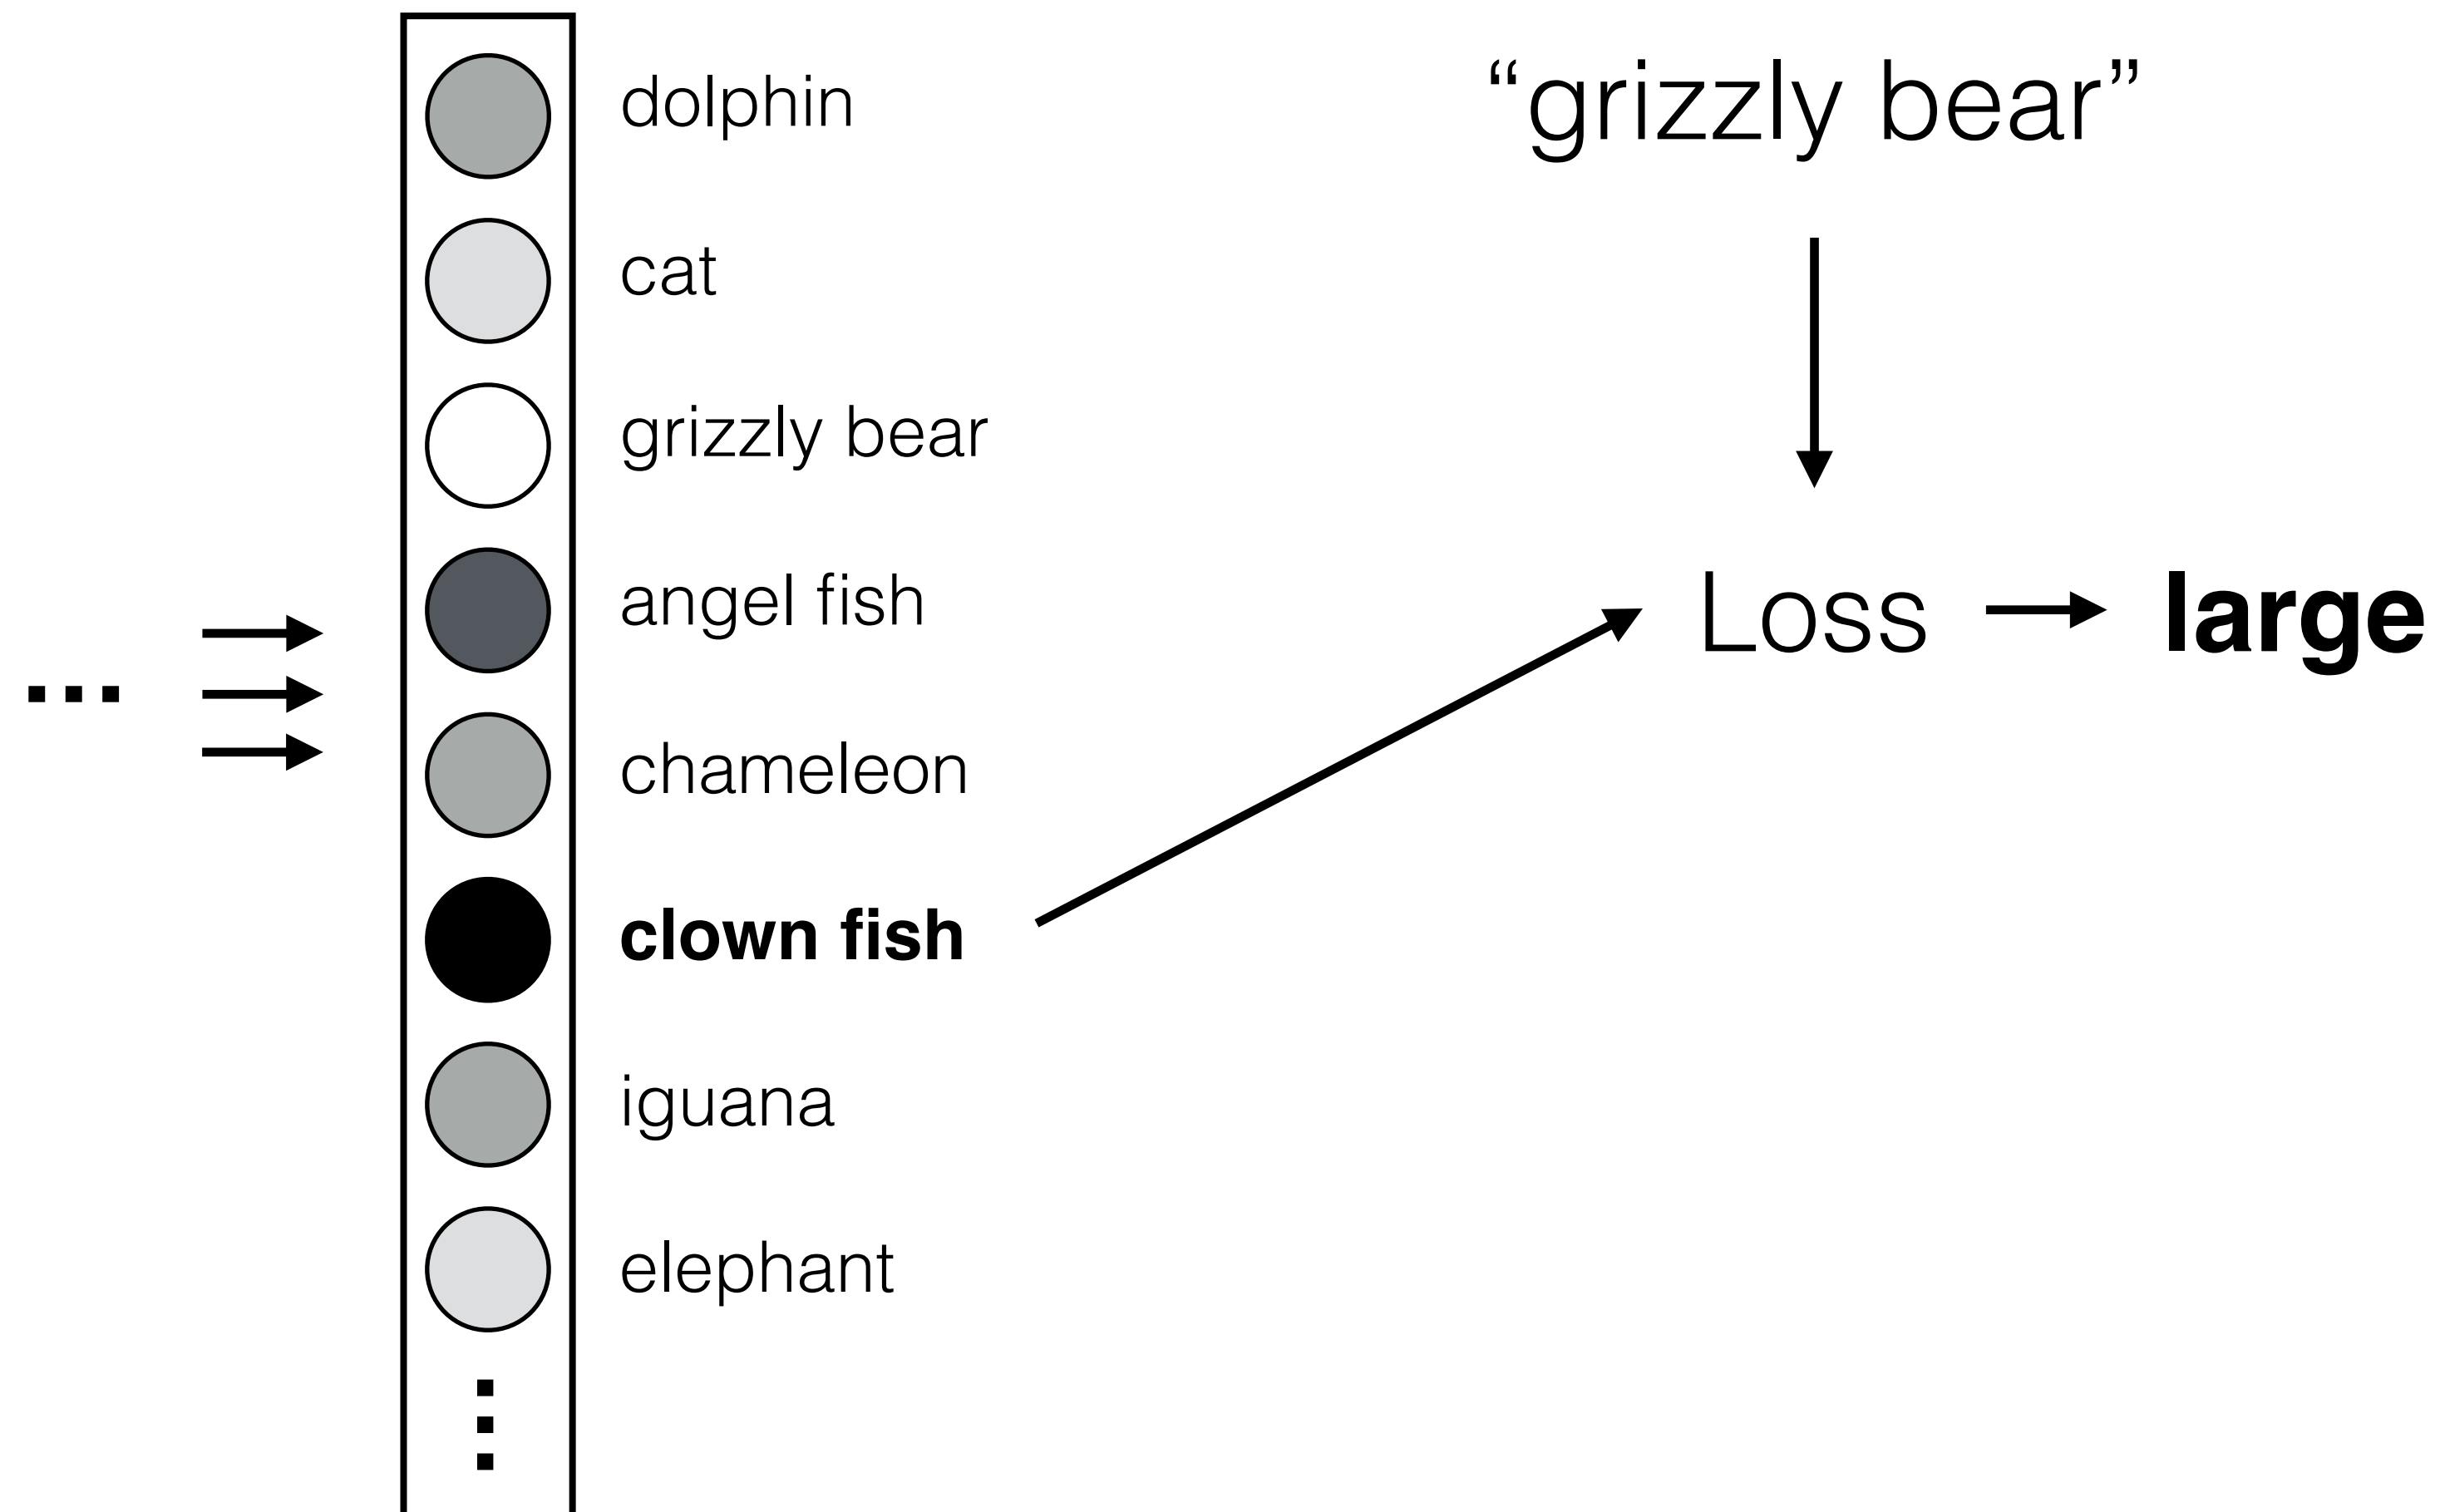 dolphin
cat
grizzly bear
angel fish
chameleon
clown fish
iguana
elephant
“grizzly bear”
Loss
large